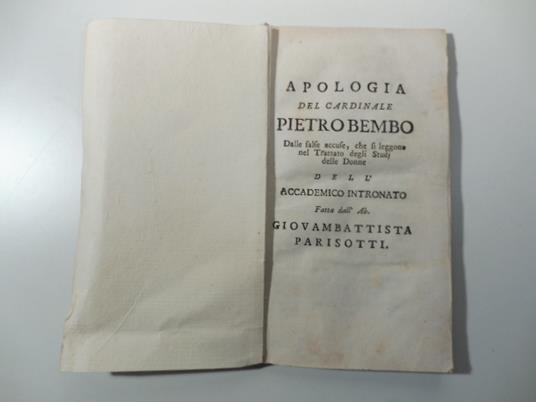 APOLOGIA
DEL CARDINALE
PIETRO BEMBO
Dalle false accuse, che si leggono
nel Trattato degli Studj
delle Donne
DELL'
ACCADEMICO INTRONATO
Fatta dall' Ab.
GIOVAMBATTISTA
PARISOTTI.